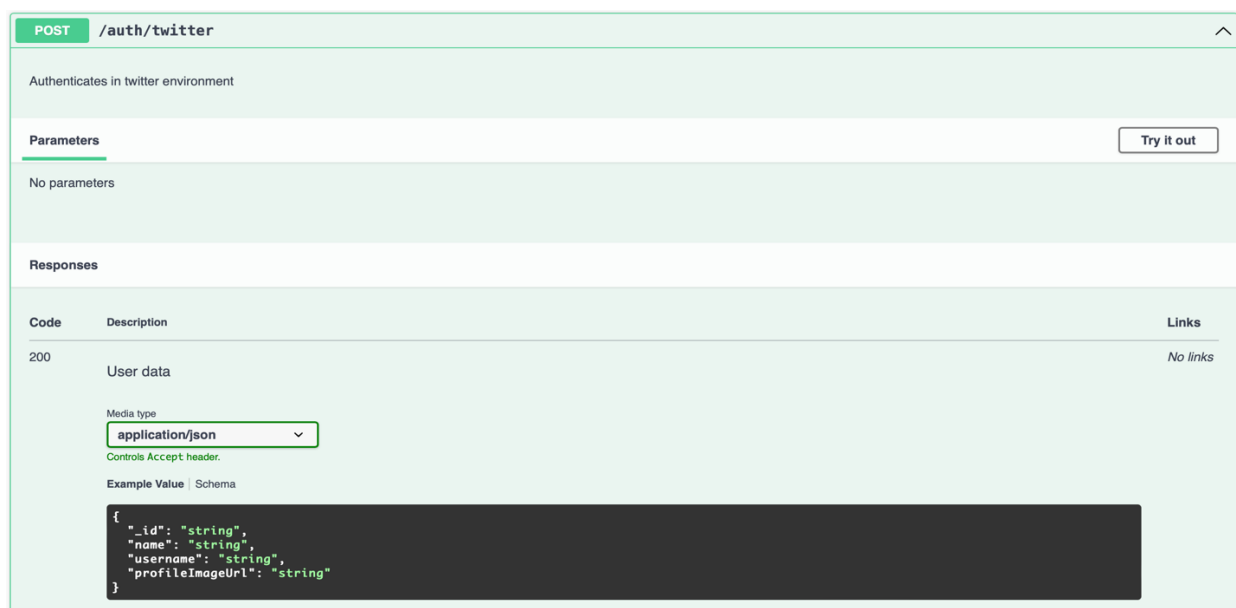 POST /auth/twitter
Authenticates in twitter environment
Parameters
Try it out
No parameters
Responses
Code Description Links
200 User data No links
Media type
application/json
Controls Accept header.
Example Value | Schema
{
  "_id": "string",
  "name": "string",
  "username": "string",
  "profileImageUrl": "string"
}